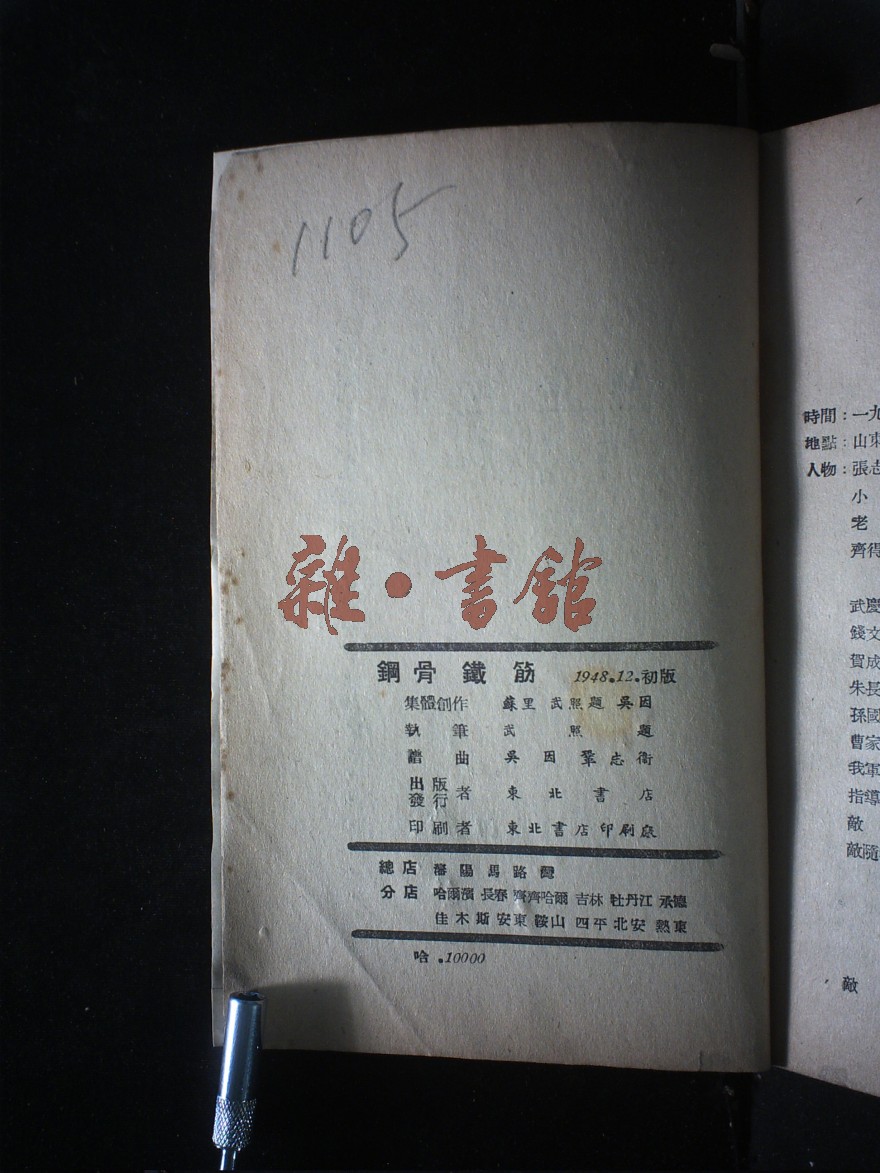 1105
雜·書館
鋼骨鐵筋 1948.12.初版
集體創作 蘇里 武照題 吳因
執筆 武照題
譜曲 吳因 鞏志衛
出版發行者 東北書店
印刷者 東北書店印刷廠
總店 瀋陽馬路灣
分店 哈爾濱 長春 齊齊哈爾 吉林 牡丹江 承德
佳木斯 安東 鞍山 四平 北安 熱東
哈.10000
時間:一九
地點:山東
人物:張志
小
老
齊得
武慶
錢文
賀成
朱長
孫國
曹家
我軍
指導
敵
敵隨
敵